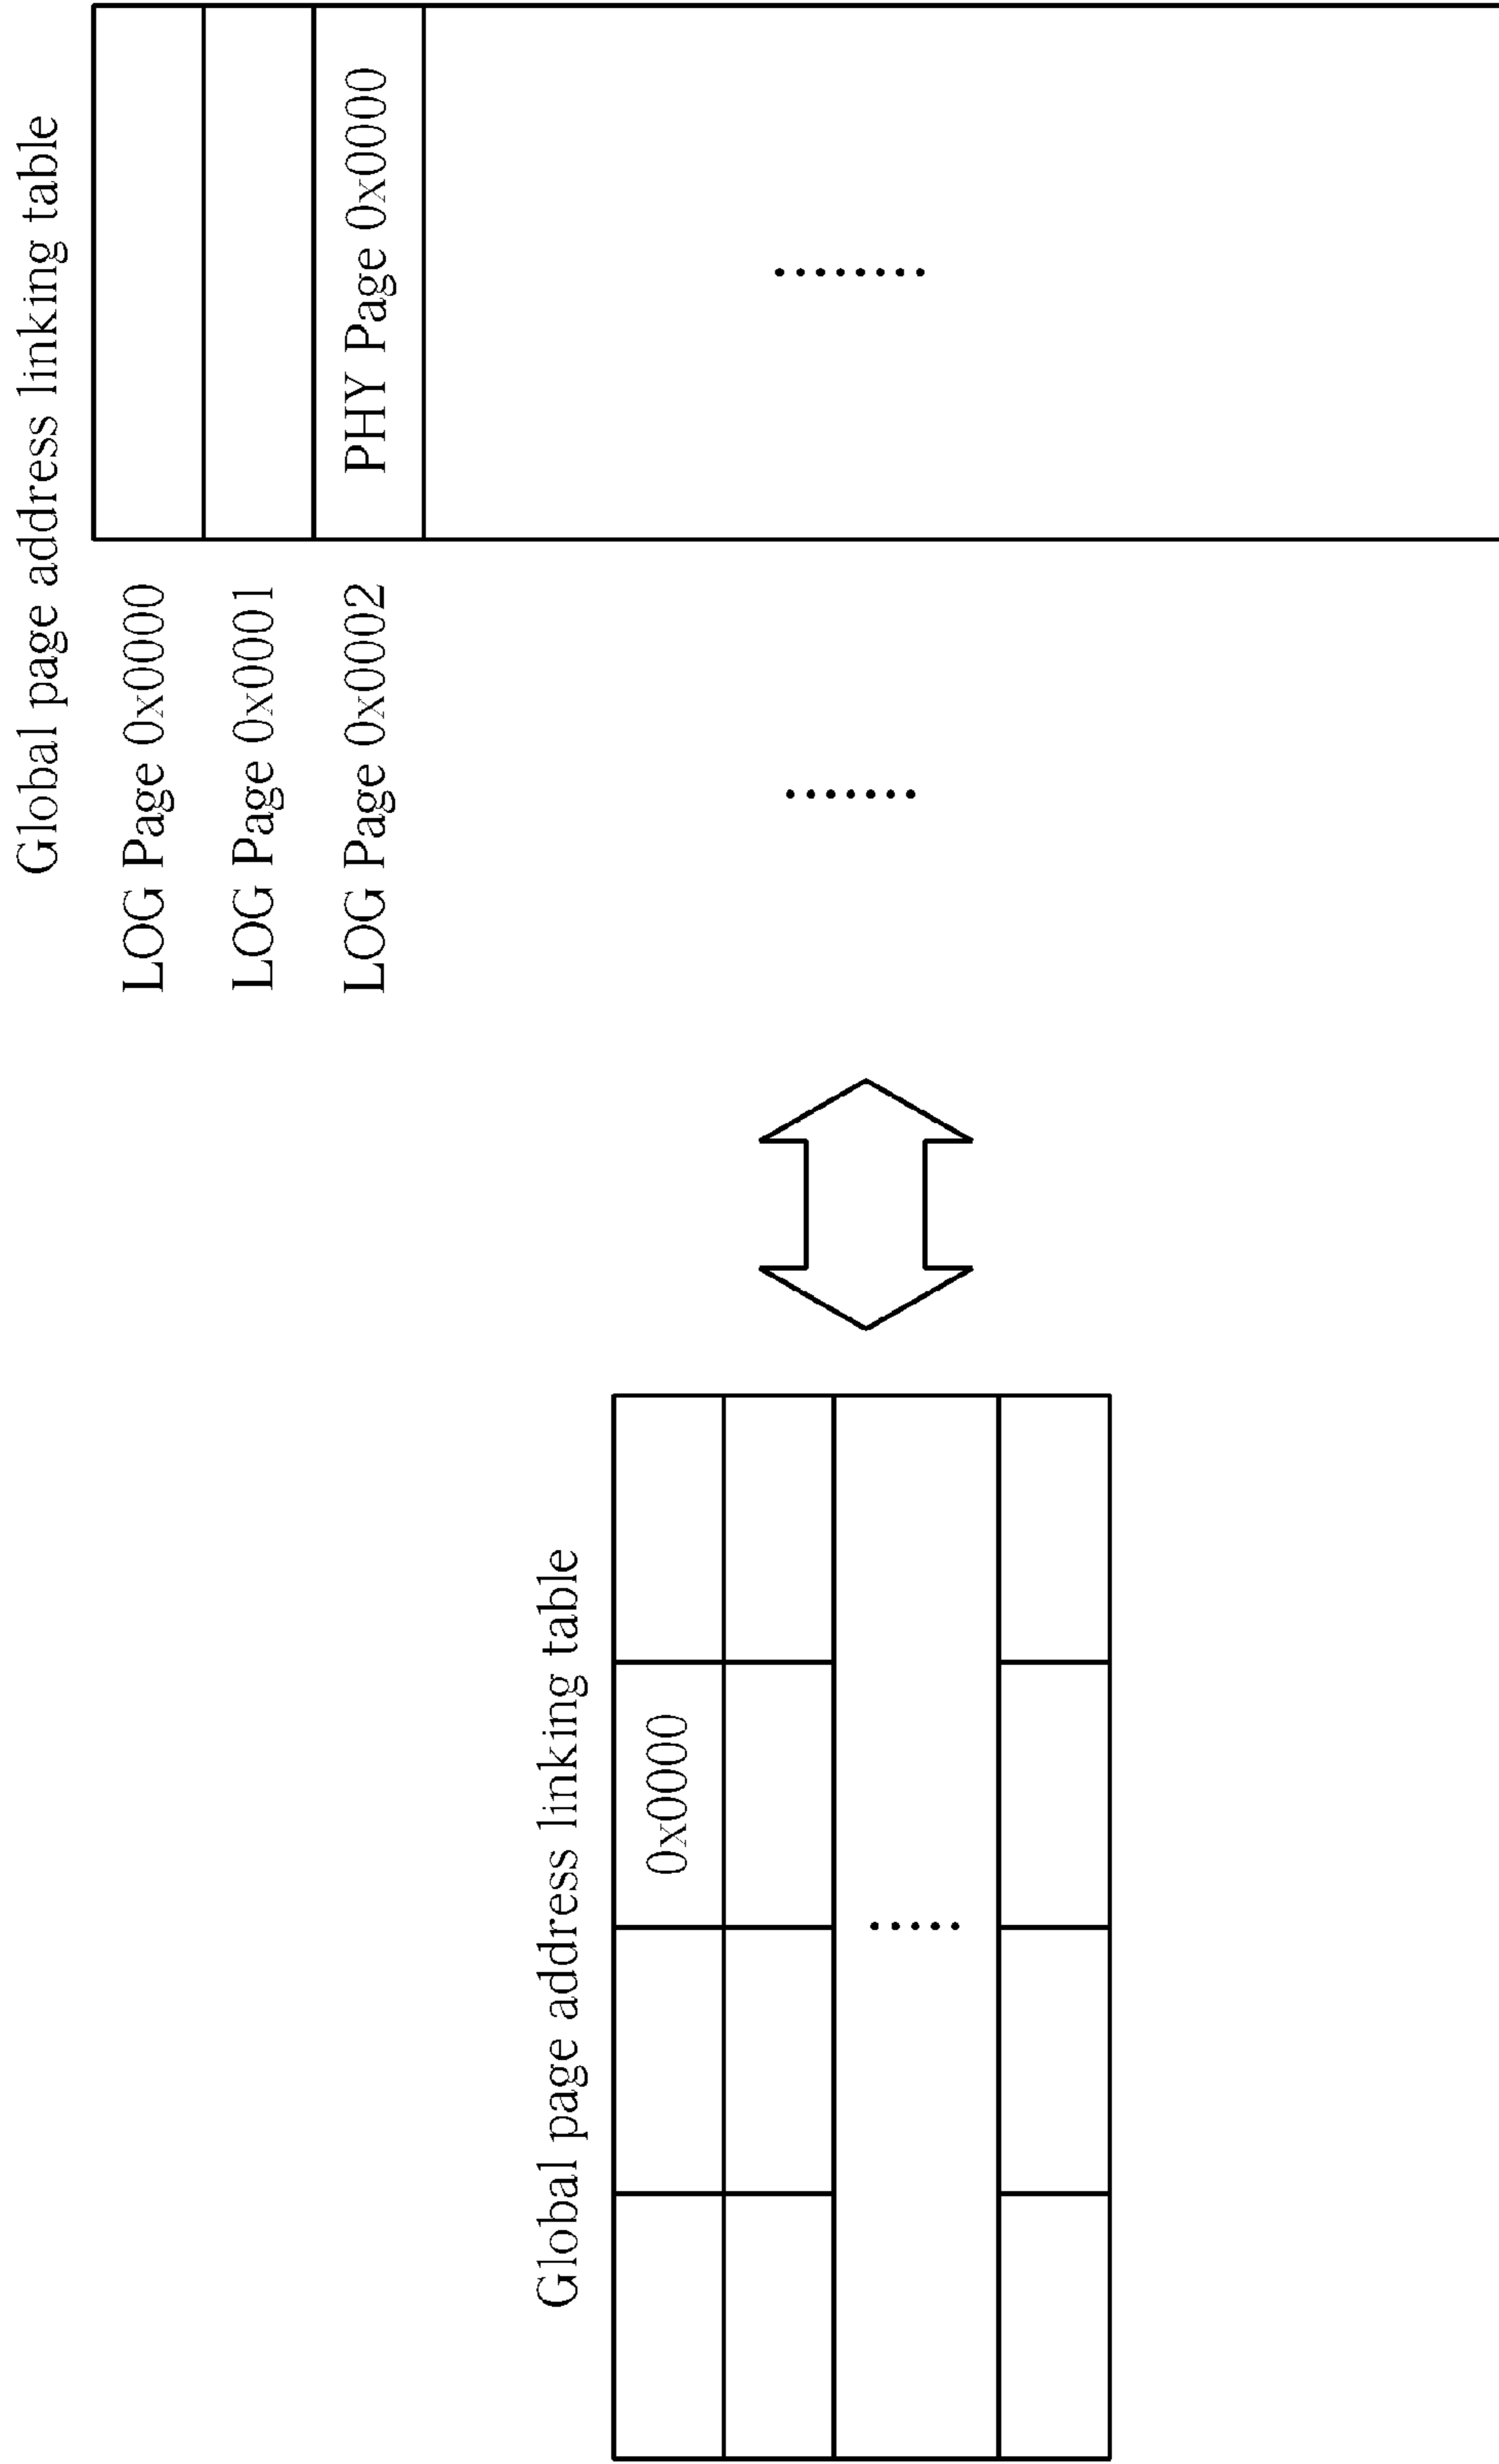 Global page address linking table
0x0000
Global page address linking table
LOG Page 0x0000
PHY Page 0x0000
LOG Page 0x0001
LOG Page 0x0002